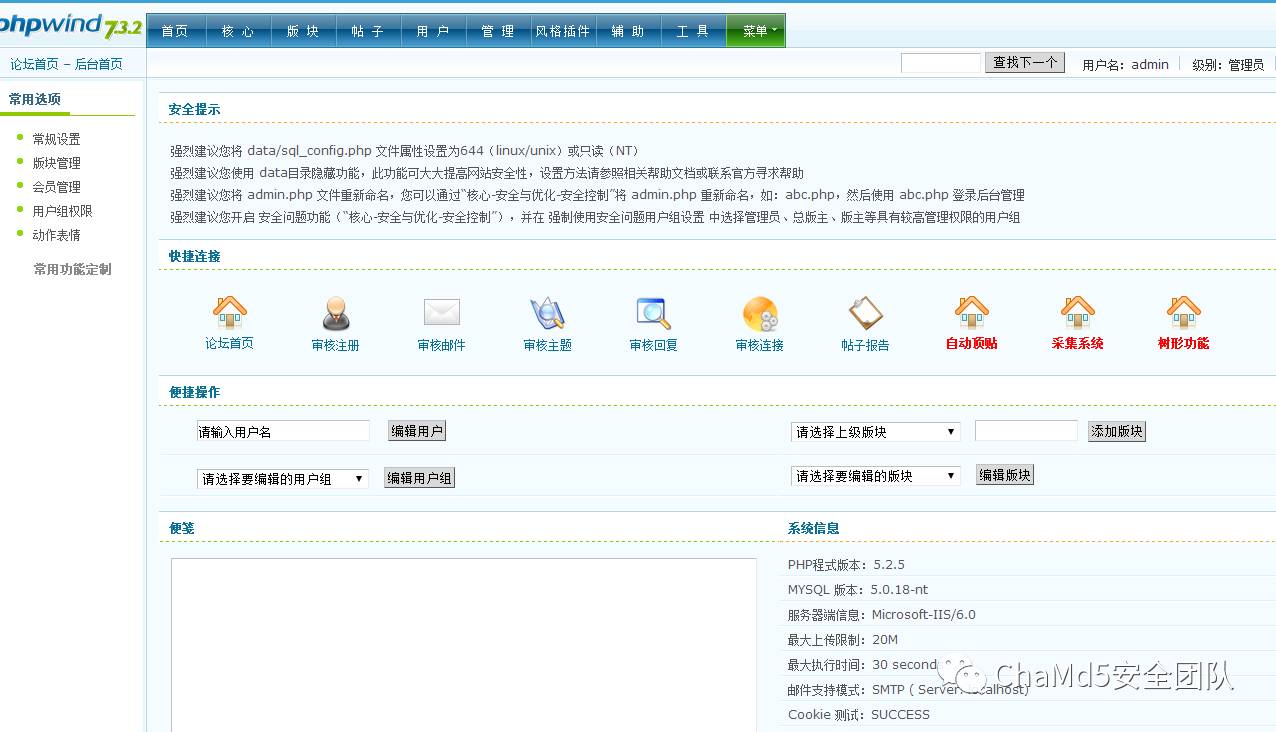 phpwind 7.3.2
首页 核 心 版 块 帖 子 用 户 管 理 风格插件 辅 助 工 具 菜单
论坛首页 – 后台首页
查找下一个 用户名：admin 级别：管理员
常用选项
常规设置
版块管理
会员管理
用户组权限
动作表情
常用功能定制
安全提示
强烈建议您将 data/sql_config.php 文件属性设置为644（linux/unix）或只读（NT）
强烈建议您使用 data目录隐藏功能，此功能可大大提高网站安全性，设置方法请参照相关帮助文档或联系官方寻求帮助
强烈建议您将 admin.php 文件重新命名，您可以通过“核心-安全与优化-安全控制”将 admin.php 重新命名，如：abc.php，然后使用 abc.php 登录后台管理
强烈建议您开启 安全问题功能（“核心-安全与优化-安全控制”），并在 强制使用安全问题用户组设置 中选择管理员、总版主、版主等具有较高管理权限的用户组
快捷连接
论坛首页 审核注册 审核邮件 审核主题 审核回复 审核连接 帖子报告 自动顶贴 采集系统 树形功能
便捷操作
请输入用户名 编辑用户 请选择上级版块 添加版块
请选择要编辑的用户组 编辑用户组 请选择要编辑的版块 编辑版块
便笺 系统信息
PHP程式版本：5.2.5
MYSQL 版本：5.0.18-nt
服务器端信息：Microsoft-IIS/6.0
最大上传限制：20M
最大执行时间：30 seconds
邮件支持模式：SMTP ( Server: localhost)
Cookie 测试：SUCCESS
ChaMd5安全团队